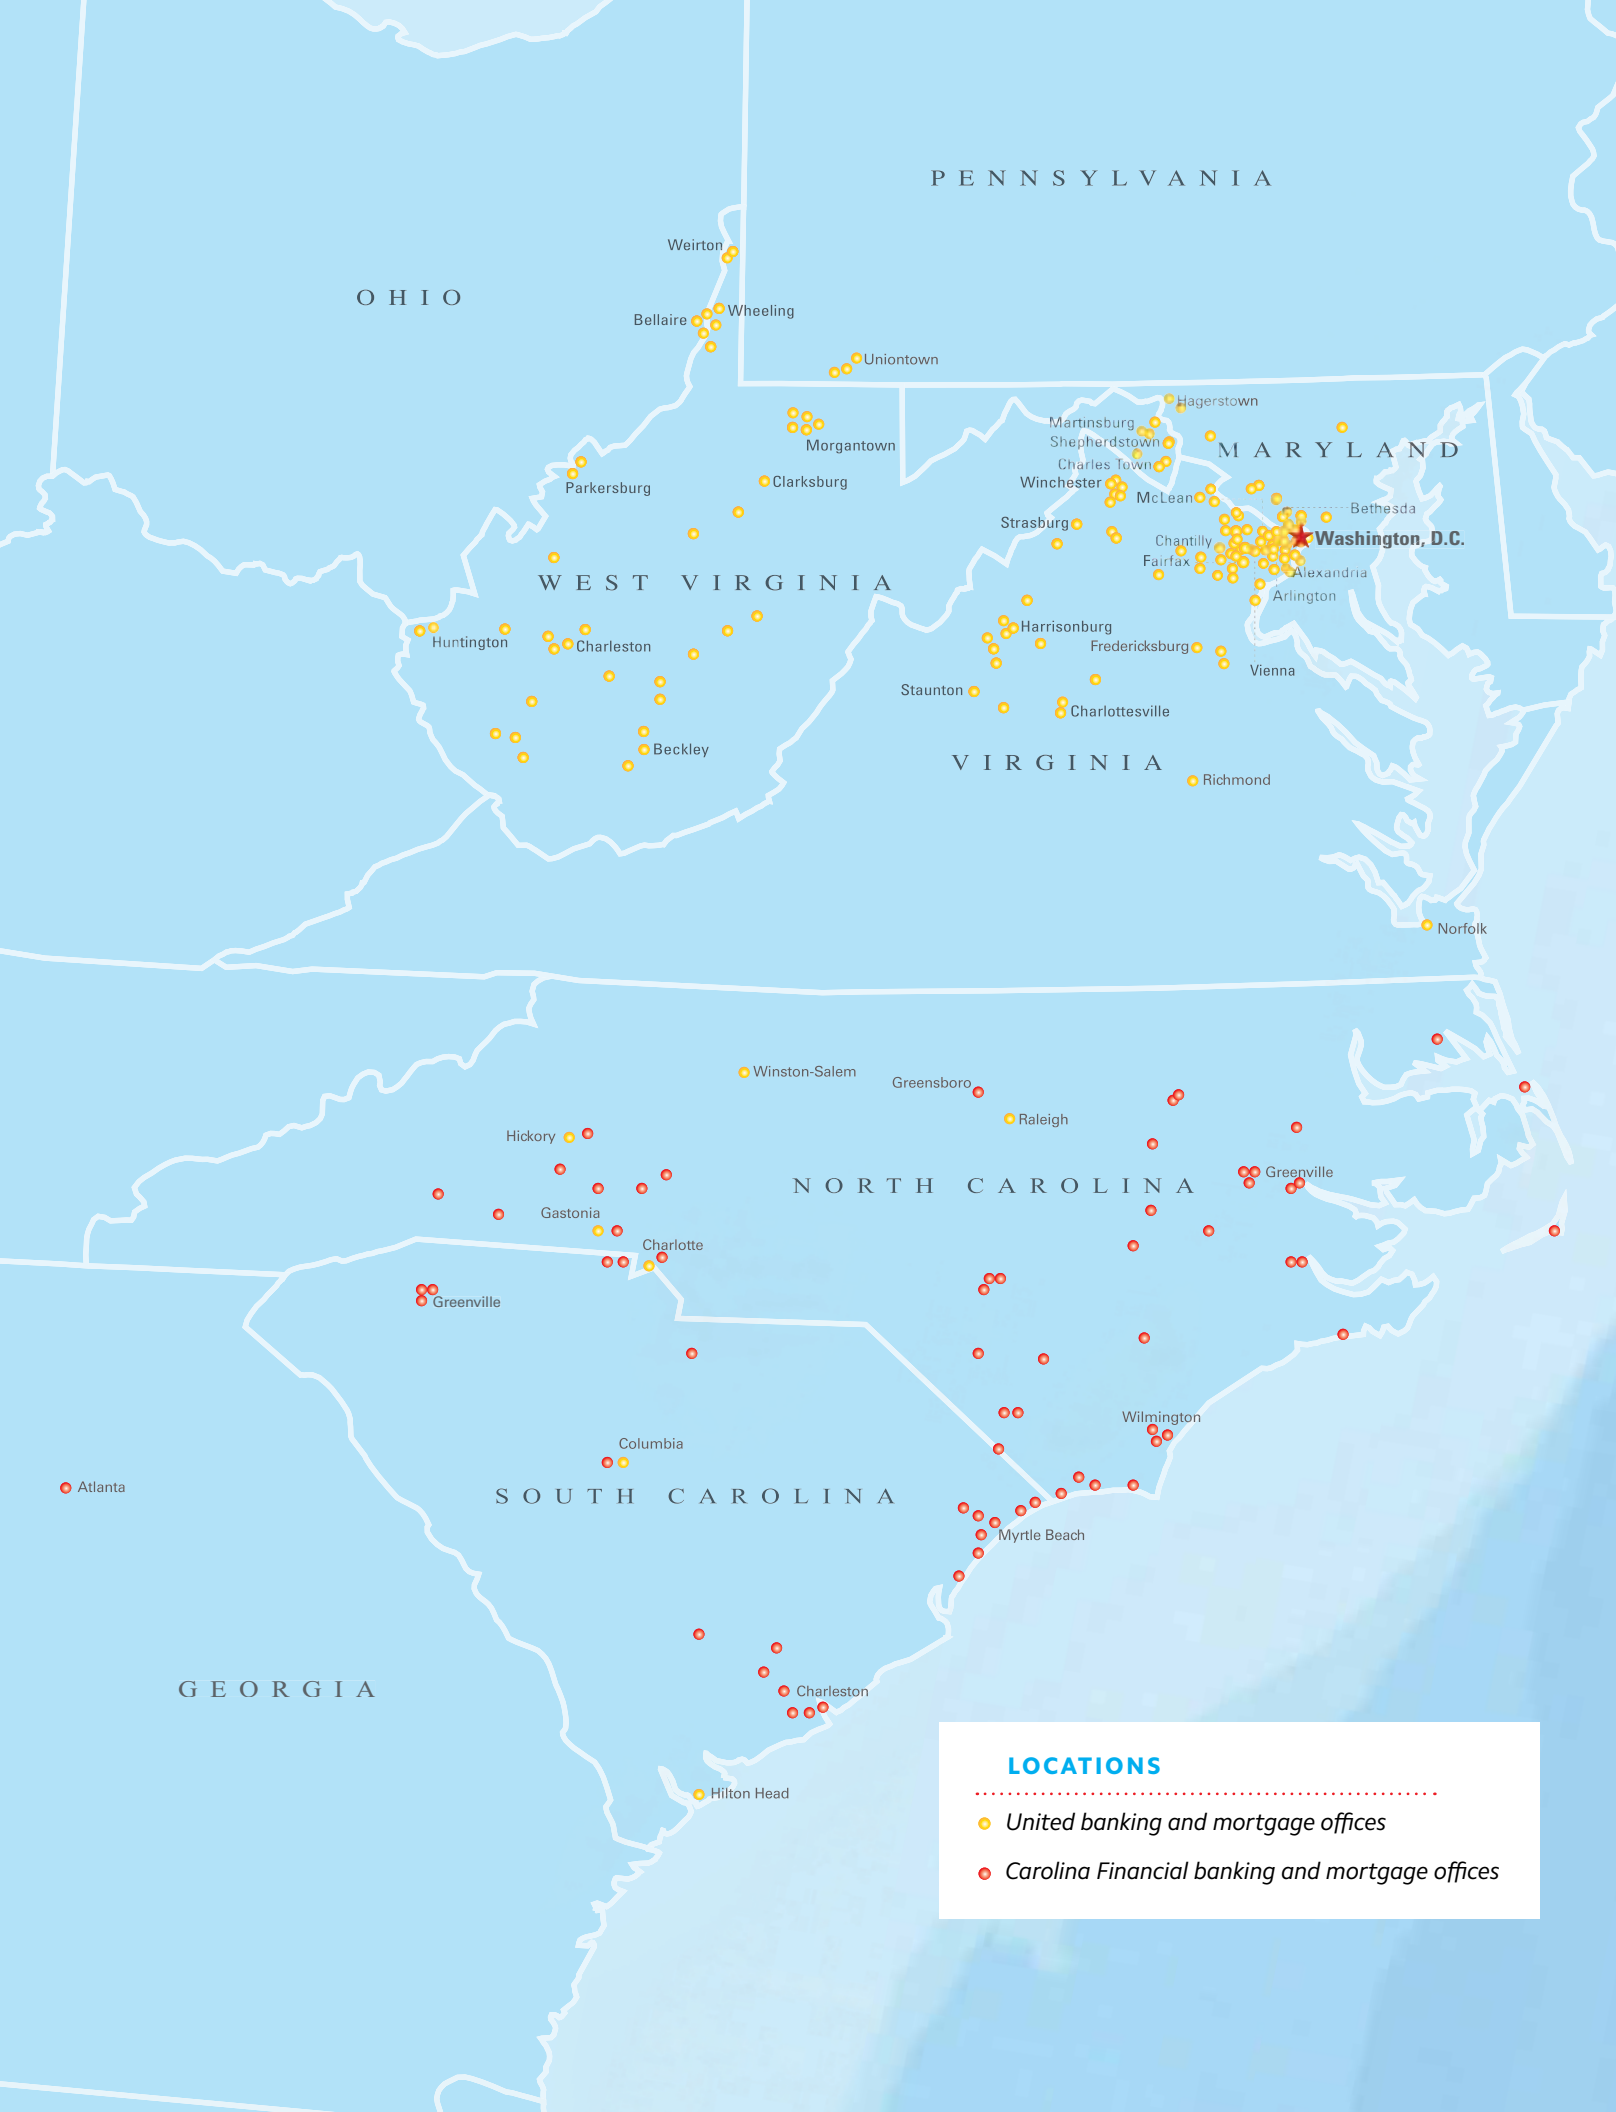 PENNSYLVANIA
Weirton
OHIO
Wheeling
Bellaire
Uniontown
Hagerstown
Martinsburg
Shepherdstown
MARYLAND
Morgantown
Charles Town
Clarksburg
Winchester
Parkersburg
McLean
Bethesda
Strasburg
Washington, D.C.
Chantilly
Fairfax
Alexandria
WEST VIRGINIA
Arlington
Harrisonburg
Huntington
Charleston
Fredericksburg
Vienna
Staunton
Charlottesville
Beckley
VIRGINIA
Richmond
Norfolk
Winston-Salem
Greensboro
Raleigh
Hickory
Greenville
NORTH CAROLINA
Gastonia
Charlotte
Greenville
Wilmington
Columbia
Atlanta
SOUTH CAROLINA
Myrtle Beach
GEORGIA
Charleston
Hilton Head
LOCATIONS
United banking and mortgage offices
Carolina Financial banking and mortgage offices